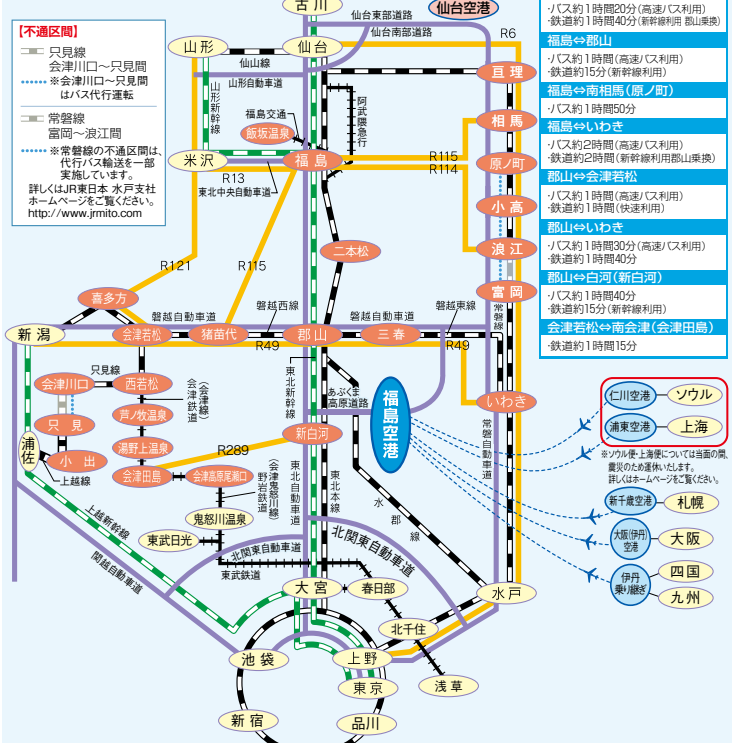 古川
仙台空港
仙台東部道路
仙台南部道路
R6
【不通区間】
只見線
会津川口〜只見間
※会津川口〜只見間
はバス代行運転
常磐線
富岡〜浪江間
※常磐線の不通区間は、
代行バス輸送を一部
実施しています。
詳しくはJR東日本 水戸支社
ホームページをご覧ください。
http://www.jrmito.com
山形
仙台
仙山線
山形自動車道
山形新幹線
福島交通
飯坂温泉
阿武隈急行
亘理
相馬
米沢
福島
R13
東北中央自動車道
R115
R114
原ノ町
小高
浪江
富岡
常磐線
二本松
R121
R115
喜多方
磐越自動車道
磐越西線
磐越自動車道
磐越東線
新潟
会津若松
猪苗代
郡山
三春
R49
R49
只見線
会津川口
西若松
(会津線)
会津鉄道
東北新幹線
あぶくま
高原道路
福島空港
いわき
只見
芦ノ牧温泉
新白河
浦佐
小出
湯野上温泉
R289
上越線
会津田島
会津高原尾瀬口
(会津鬼怒川線)
野岩鉄道
東北自動車道
東北本線
水郡線
常磐自動車道
上越新幹線
関越自動車道
鬼怒川温泉
東武日光
北関東自動車道
北関東自動車道
東武鉄道
大宮
春日部
水戸
北千住
池袋
上野
東京
浅草
新宿
品川
・バス約1時間20分(高速バス利用)
・鉄道約1時間40分(新幹線利用 郡山乗換)
福島⇔郡山
・バス約1時間(高速バス利用)
・鉄道約15分(新幹線利用)
福島⇔南相馬(原ノ町)
・バス約1時間50分
福島⇔いわき
・バス約2時間(高速バス利用)
・鉄道約2時間(新幹線利用郡山乗換)
郡山⇔会津若松
・バス約1時間(高速バス利用)
・鉄道約1時間(快速利用)
郡山⇔いわき
・バス約1時間30分(高速バス利用)
・鉄道約1時間40分
郡山⇔白河(新白河)
・バス約1時間40分
・鉄道約15分(新幹線利用)
会津若松⇔南会津(会津田島)
・鉄道約1時間15分
仁川空港
ソウル
浦東空港
上海
※ソウル便・上海便については当面の間、
震災のため運休いたします。
詳しくはホームページをご覧ください。
新千歳空港
札幌
大阪(伊丹)
空港
大阪
伊丹
乗り継ぎ
四国
九州